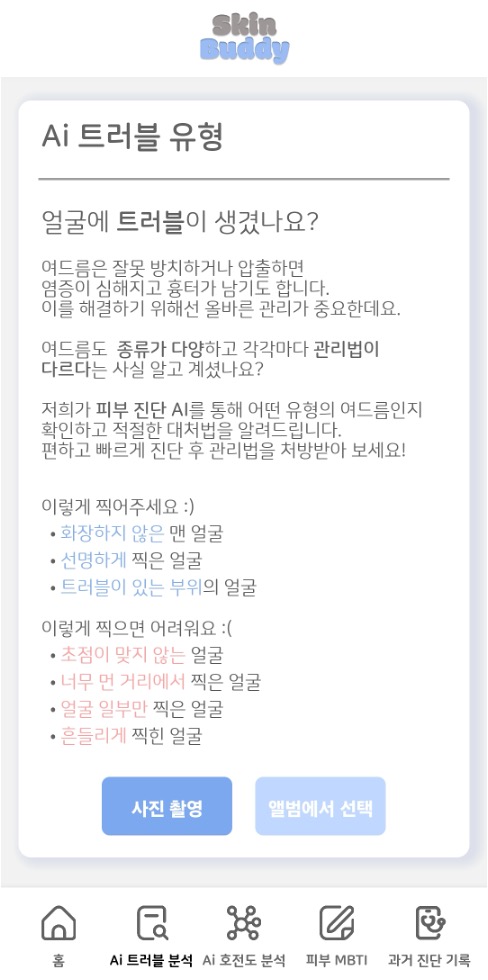 Skin
Buddy
Ai 트러블 유형
얼굴에 트러블이 생겼나요?
여드름은 잘못 방치하거나 압출하면
염증이 심해지고 흉터가 남기도 합니다.
이를 해결하기 위해선 올바른 관리가 중요한데요.
여드름도 종류가 다양하고 각각마다 관리법이
다르다는 사실 알고 계셨나요?
저희가 피부 진단 AI를 통해 어떤 유형의 여드름인지
확인하고 적절한 대처법을 알려드립니다.
편하고 빠르게 진단 후 관리법을 처방받아 보세요!
이렇게 찍어주세요 :)
• 화장하지 않은 맨 얼굴
• 선명하게 찍은 얼굴
• 트러블이 있는 부위의 얼굴
이렇게 찍으면 어려워요 :(
• 초점이 맞지 않는 얼굴
• 너무 먼 거리에서 찍은 얼굴
• 얼굴 일부만 찍은 얼굴
• 흔들리게 찍힌 얼굴
사진 촬영 앨범에서 선택
홈 Ai 트러블 분석 Ai 호전도 분석 피부 MBTI 과거 진단 기록